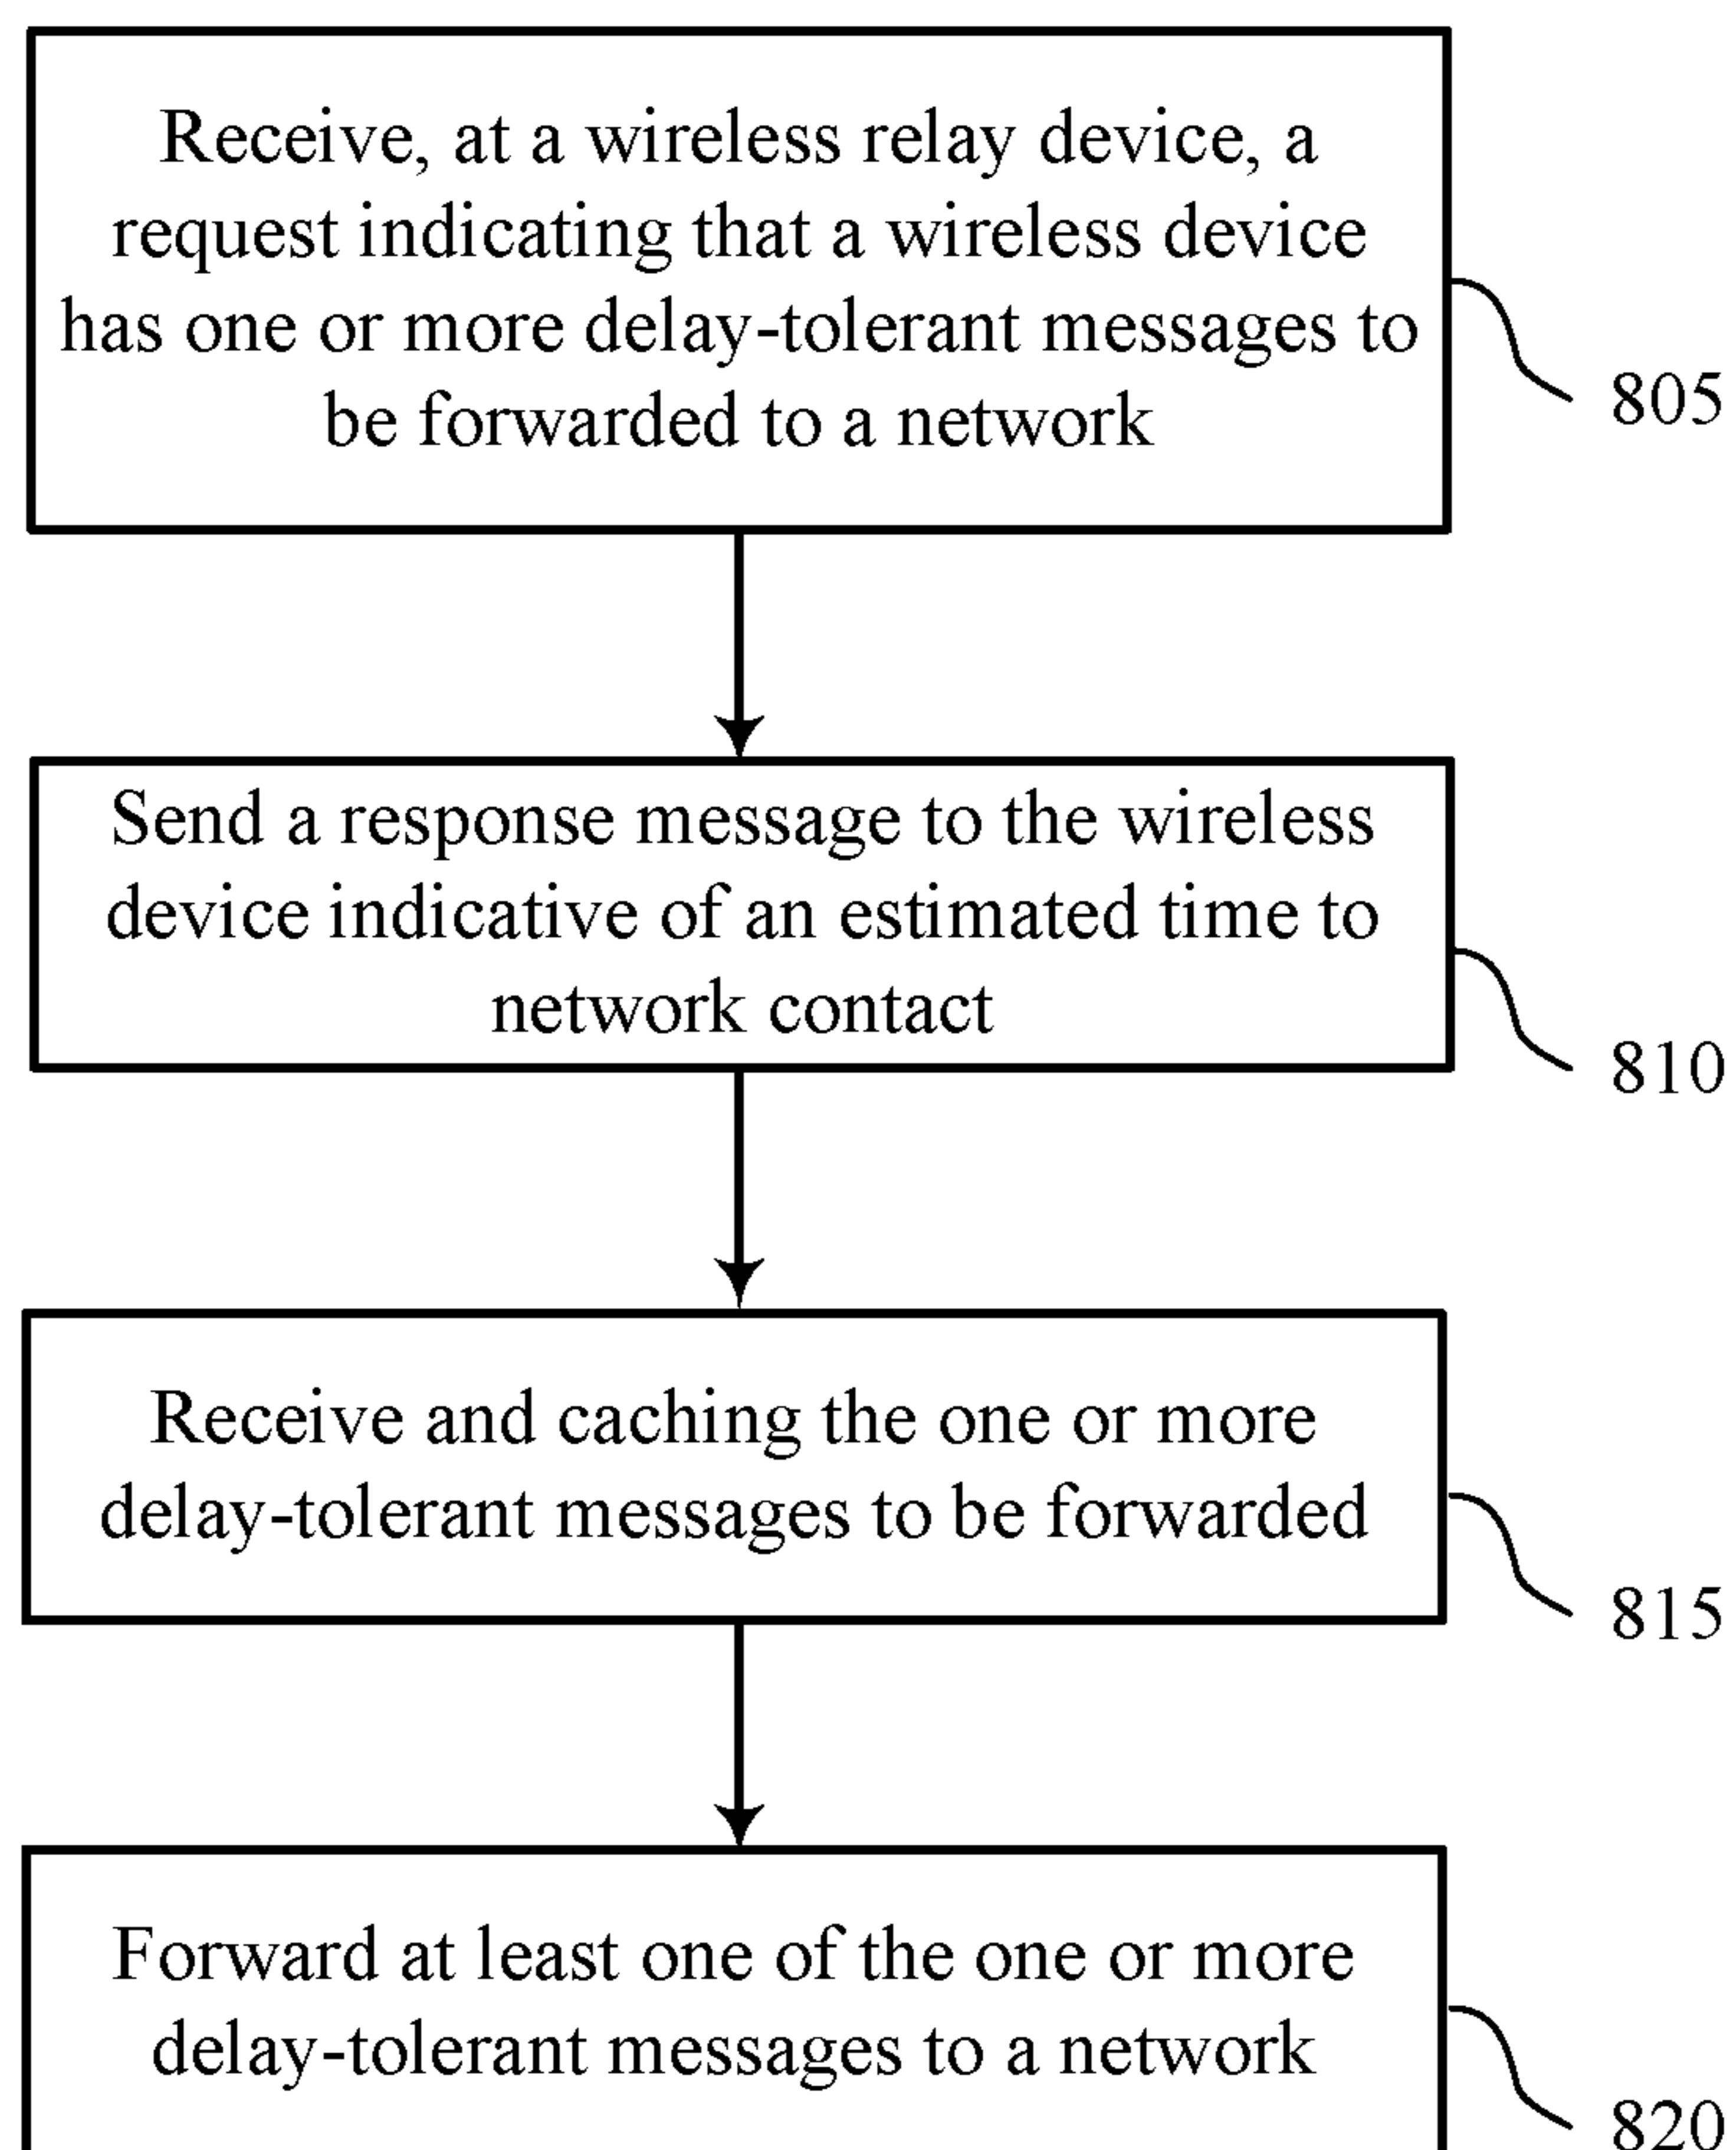 Receive, at a wireless relay device, a
request indicating that a wireless device
has one or more delay-tolerant messages to
be forwarded to a network
805
Send a response message to the wireless
device indicative of an estimated time to
network contact
810
Receive and caching the one or more
delay-tolerant messages to be forwarded
815
Forward at least one of the one or more
delay-tolerant messages to a network
820